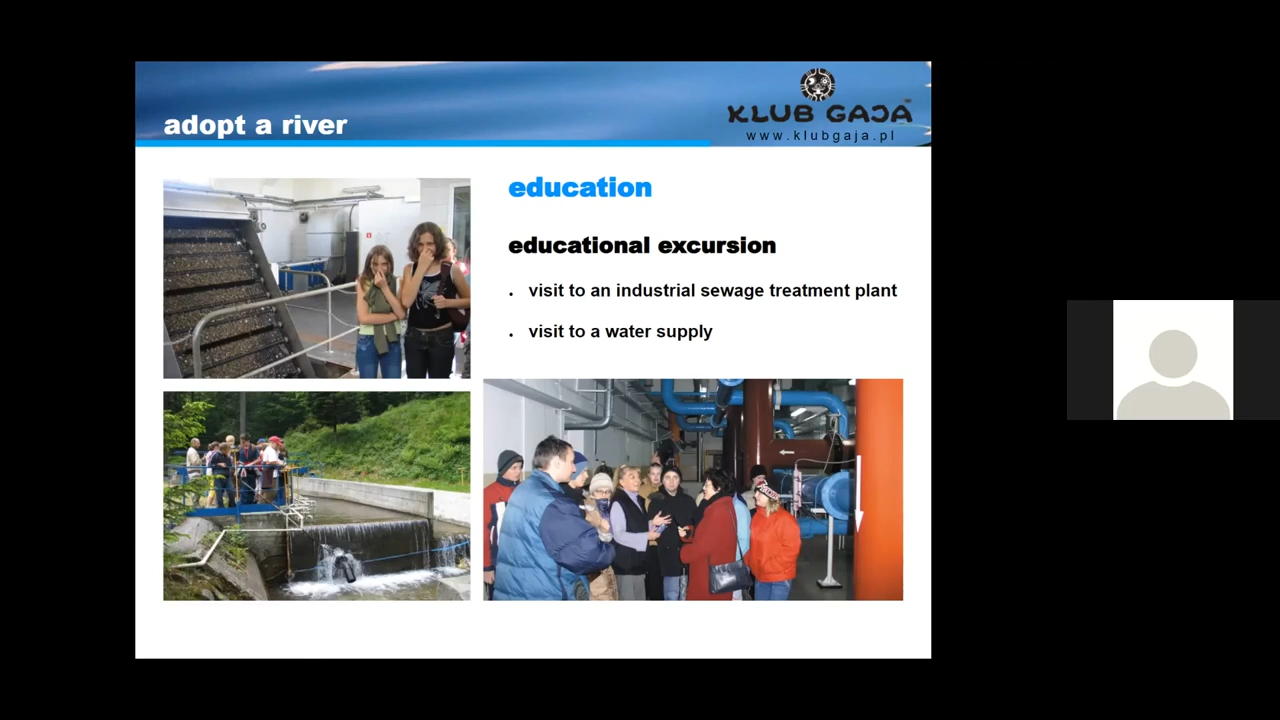 adopt a river
KLUB GAJA
www.klubgaja.pl
education
educational excursion
• visit to an industrial sewage treatment plant
• visit to a water supply